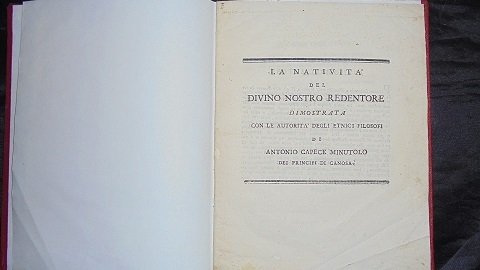 LA NATIVITA'
DEL
DIVINO NOSTRO REDENTORE
DIMOSTRATA
CON LE AUTORITA' DEGLI ETNICI FILOSOFI
DI
ANTONIO CAPECE MINUTOLO
DEI PRINCIPI DI CANOSA.